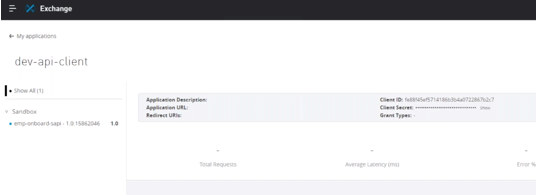 Exchange
← My applications
dev-api-client
Show All (1)
Sandbox
emp-onboard-sapi - 1.0:15862046 1.0
Application Description:
Application URL:
Redirect URIs:
Client ID:
Client Secret: Show
Grant Types: -
- - -
Total Requests Average Latency (ms) Error %